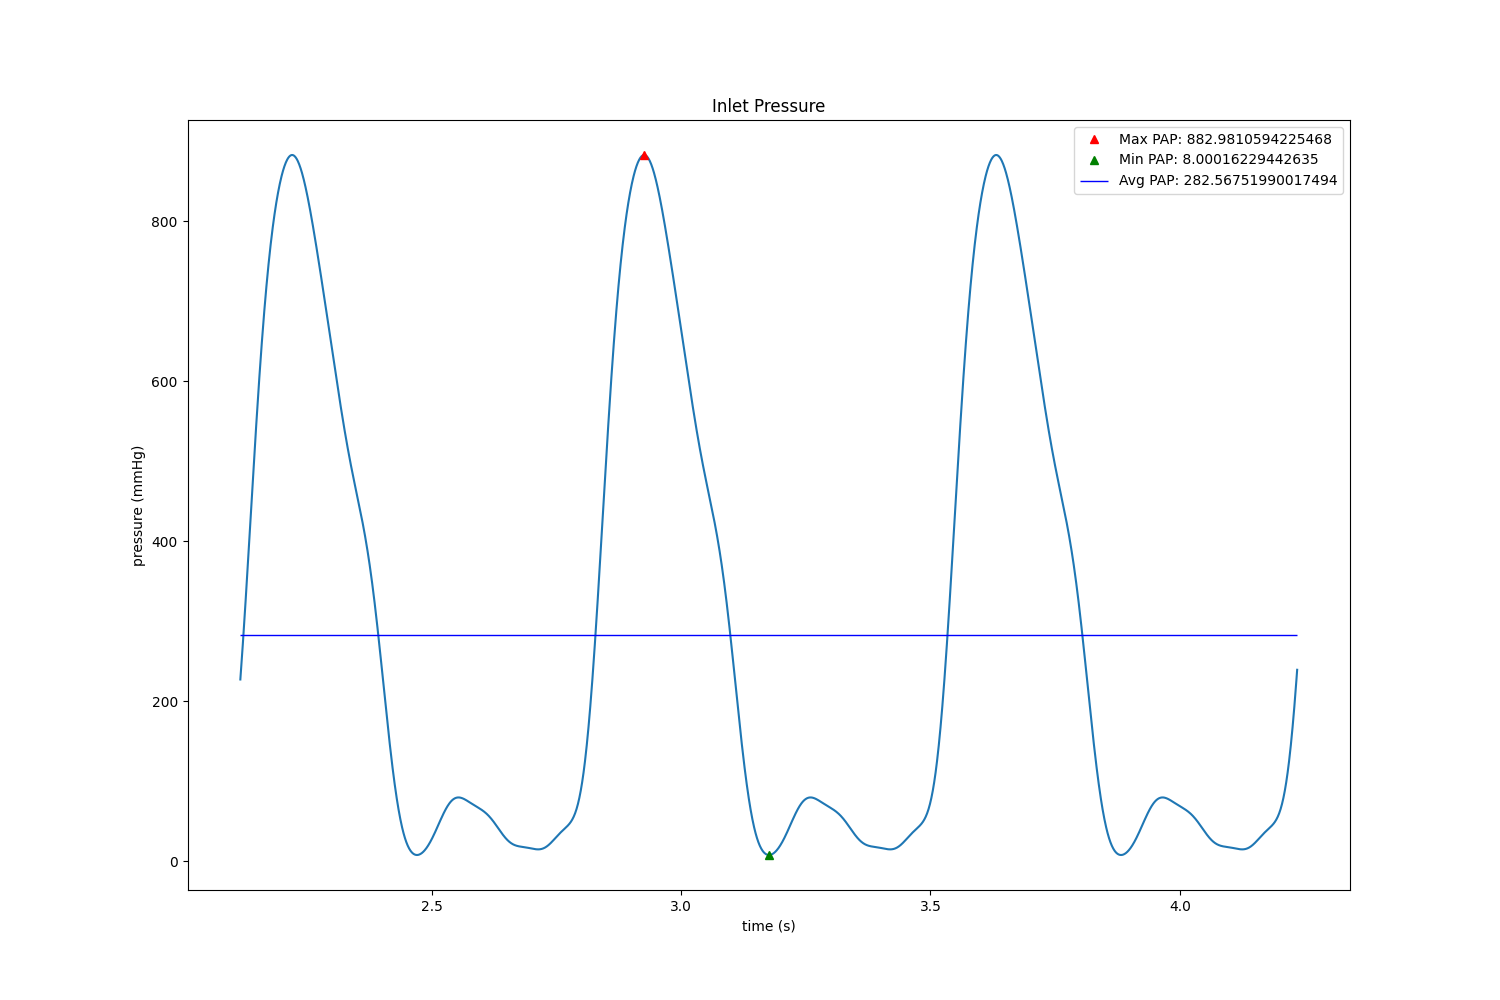 Inlet Pressure
Max PAP: 882.9810594225468
Min PAP: 8.00016229442635
Avg PAP: 282.56751990017494
pressure (mmHg)
800
600
400
200
0
2.5
3.0
3.5
4.0
time (s)